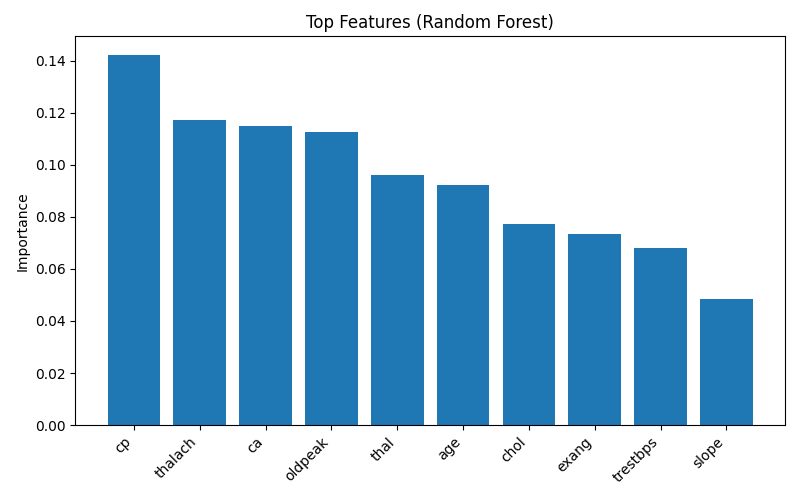 Top Features (Random Forest)
Importance
0.14
0.12
0.10
0.08
0.06
0.04
0.02
0.00
cp
thalach
ca
oldpeak
thal
age
chol
exang
trestbps
slope